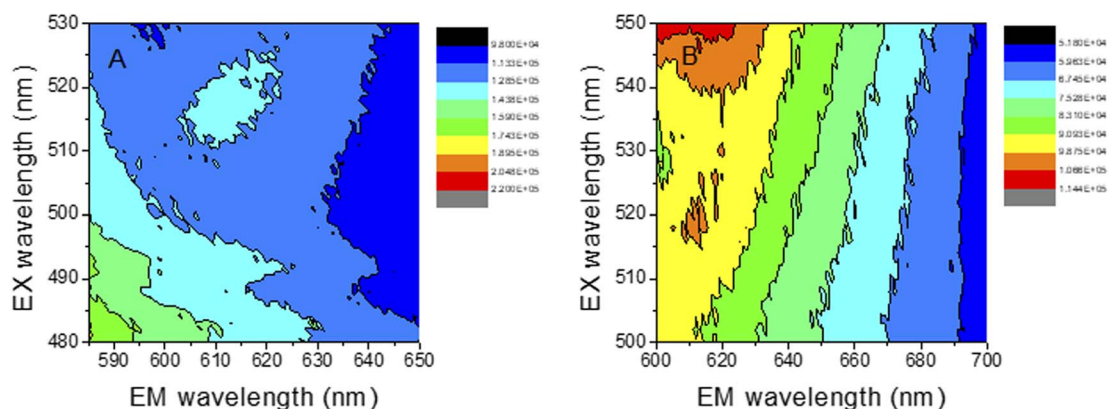 A
EX wavelength (nm)
530
520
510
500
490
480
590 600 610 620 630 640 650
EM wavelength (nm)
9.800E+04
1.133E+05
1.285E+05
1.438E+05
1.590E+05
1.743E+05
1.895E+05
2.048E+05
2.200E+05
B
EX wavelength (nm)
550
540
530
520
510
500
600 620 640 660 680 700
EM wavelength (nm)
5.180E+04
5.963E+04
6.745E+04
7.528E+04
8.310E+04
9.093E+04
9.875E+04
1.066E+05
1.144E+05